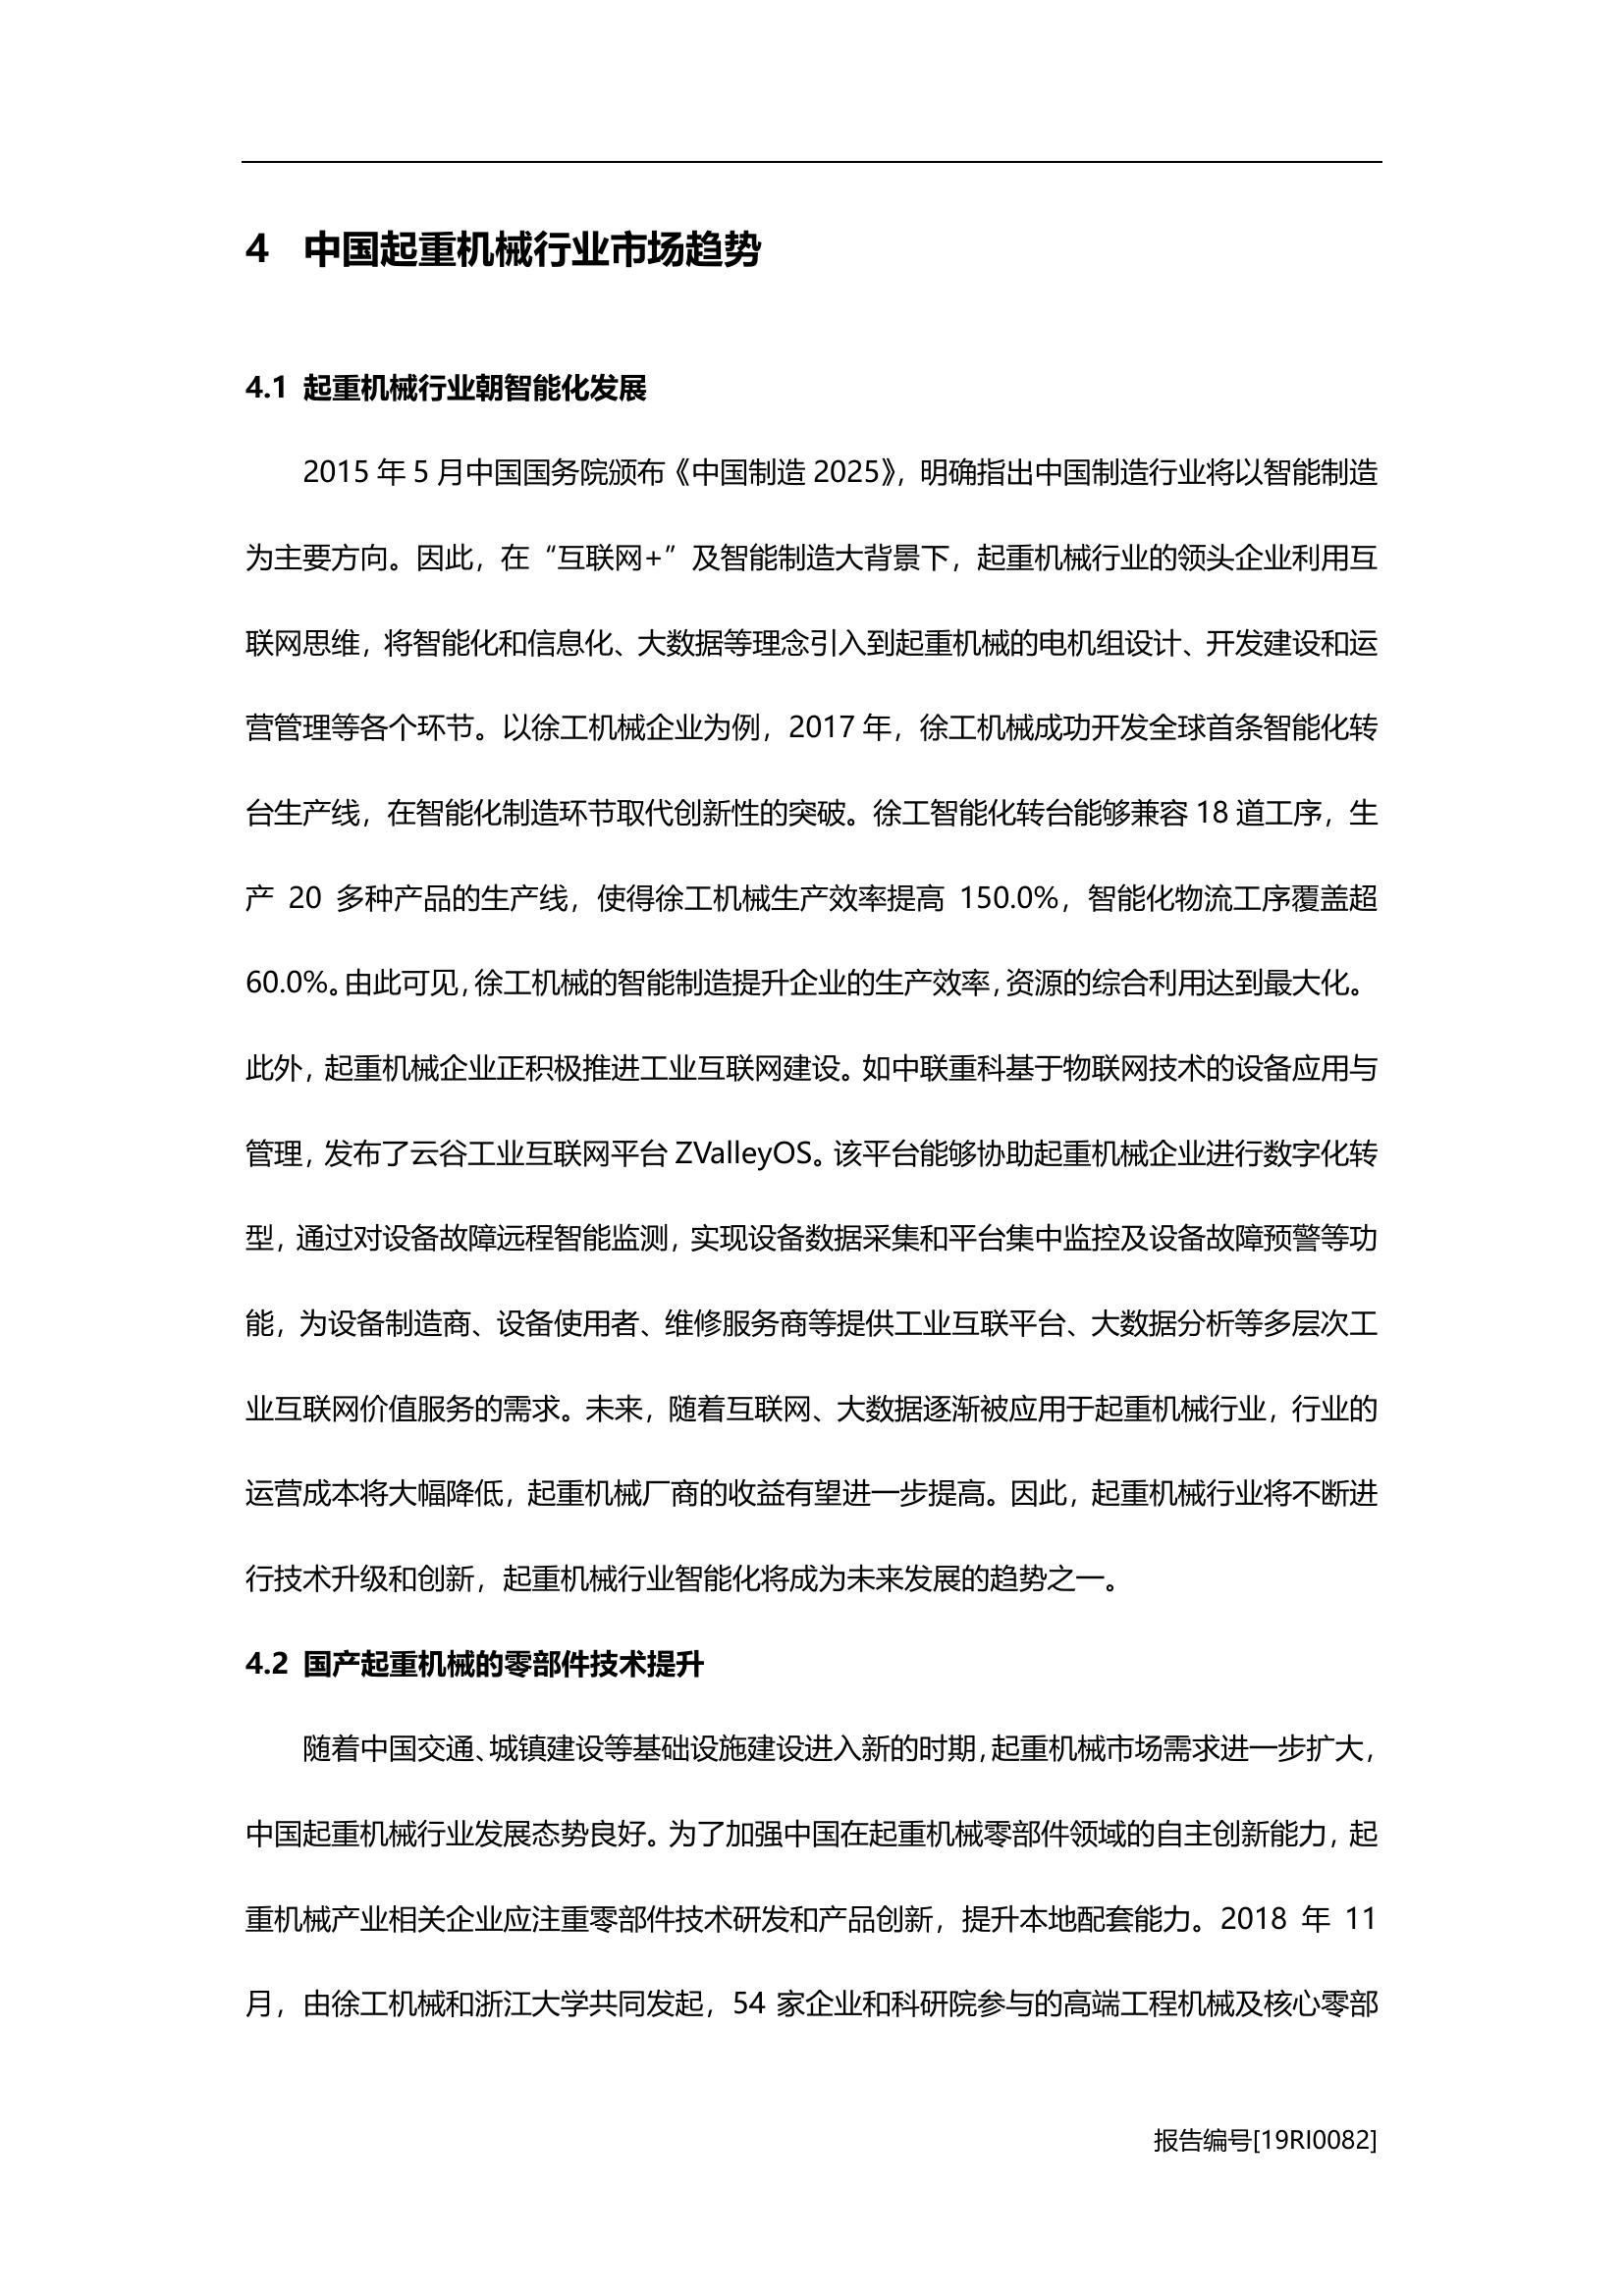 4 中国起重机械行业市场趋势
4.1 起重机械行业朝智能化发展
2015 年 5 月中国国务院颁布《中国制造 2025》，明确指出中国制造行业将以智能制造
为主要方向。因此，在“互联网+”及智能制造大背景下，起重机械行业的领头企业利用互
联网思维，将智能化和信息化、大数据等理念引入到起重机械的电机组设计、开发建设和运
营管理等各个环节。以徐工机械企业为例，2017 年，徐工机械成功开发全球首条智能化转
台生产线，在智能化制造环节取代创新性的突破。徐工智能化转台能够兼容 18 道工序，生
产 20 多种产品的生产线，使得徐工机械生产效率提高 150.0%，智能化物流工序覆盖超
60.0%。由此可见，徐工机械的智能制造提升企业的生产效率，资源的综合利用达到最大化。
此外，起重机械企业正积极推进工业互联网建设。如中联重科基于物联网技术的设备应用与
管理，发布了云谷工业互联网平台 ZValleyOS。该平台能够协助起重机械企业进行数字化转
型，通过对设备故障远程智能监测，实现设备数据采集和平台集中监控及设备故障预警等功
能，为设备制造商、设备使用者、维修服务商等提供工业互联平台、大数据分析等多层次工
业互联网价值服务的需求。未来，随着互联网、大数据逐渐被应用于起重机械行业，行业的
运营成本将大幅降低，起重机械厂商的收益有望进一步提高。因此，起重机械行业将不断进
行技术升级和创新，起重机械行业智能化将成为未来发展的趋势之一。
4.2 国产起重机械的零部件技术提升
随着中国交通、城镇建设等基础设施建设进入新的时期，起重机械市场需求进一步扩大，
中国起重机械行业发展态势良好。为了加强中国在起重机械零部件领域的自主创新能力，起
重机械产业相关企业应注重零部件技术研发和产品创新，提升本地配套能力。2018 年 11
月，由徐工机械和浙江大学共同发起，54 家企业和科研院参与的高端工程机械及核心零部
报告编号[19RI0082]